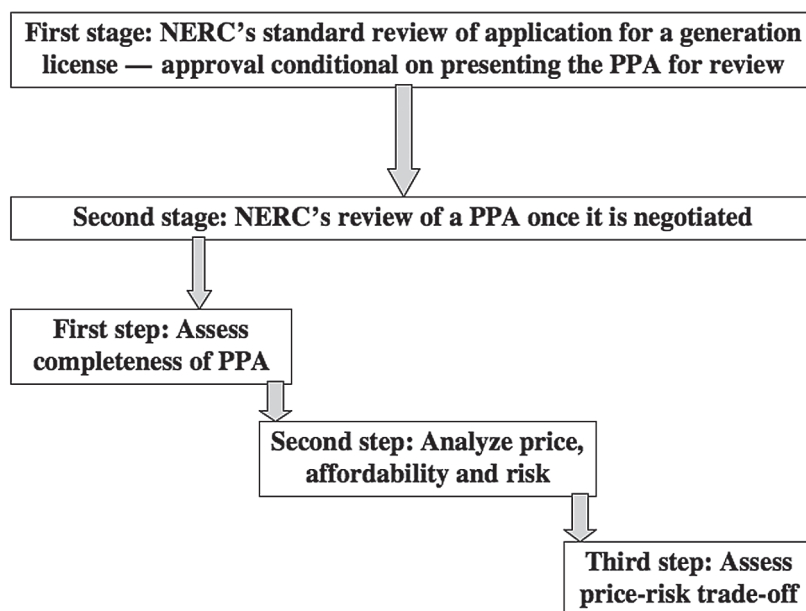 First stage: NERC’s standard review of application for a generation
license — approval conditional on presenting the PPA for review
Second stage: NERC’s review of a PPA once it is negotiated
First step: Assess
completeness of PPA
Second step: Analyze price,
affordability and risk
Third step: Assess
price-risk trade-off